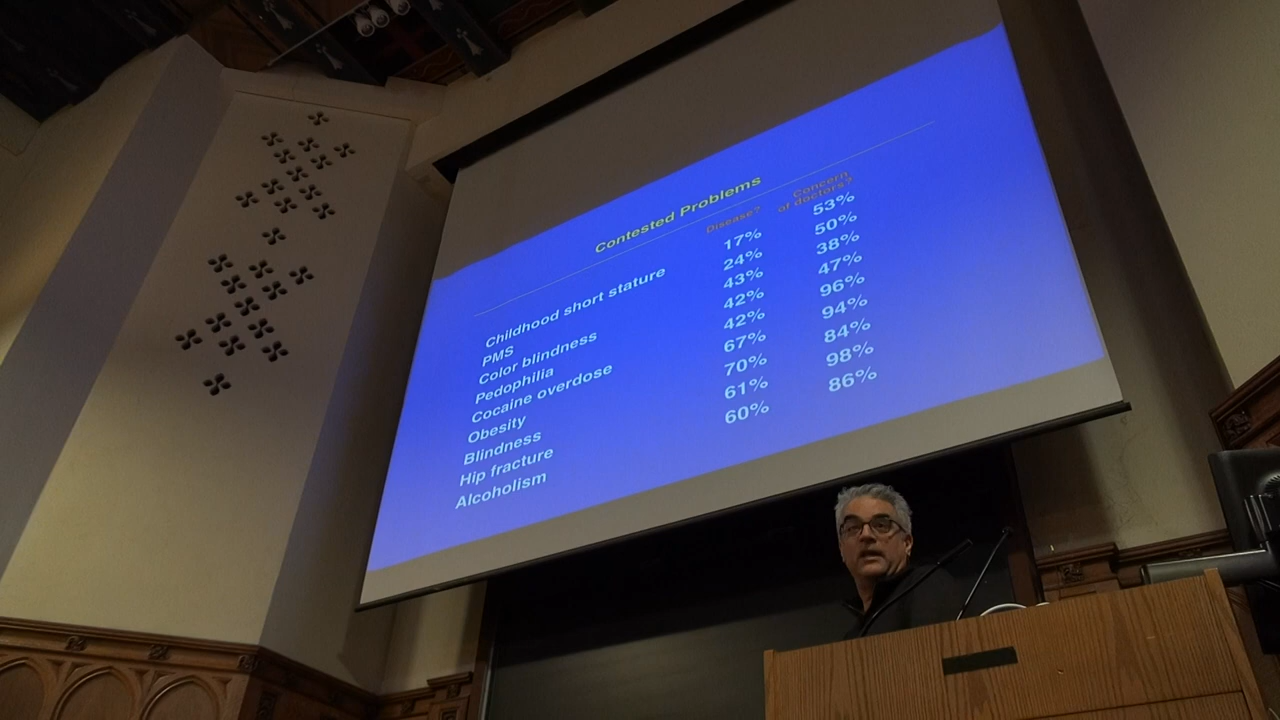 Contested Problems
Disease? Concern of doctors?
Childhood short stature 17% 53%
PMS 24% 50%
Color blindness 43% 38%
Pedophilia 42% 47%
Cocaine overdose 42% 96%
Obesity 67% 94%
Blindness 70% 84%
Hip fracture 61% 98%
Alcoholism 60% 86%